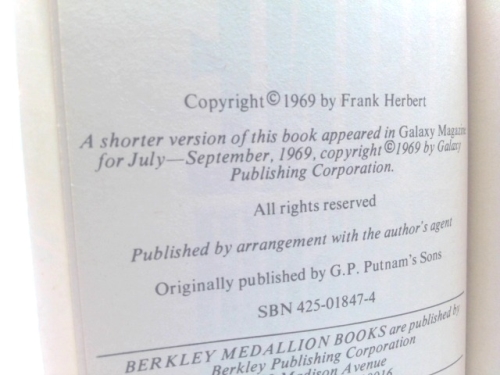 Copyright © 1969 by Frank Herbert
A shorter version of this book appeared in Galaxy Magazine
for July—September, 1969, copyright © 1969 by Galaxy
Publishing Corporation.
All rights reserved
Published by arrangement with the author's agent
Originally published by G.P. Putnam's Sons
SBN 425-01847-4
BERKLEY MEDALLION BOOKS are published by
Berkley Publishing Corporation
Madison Avenue